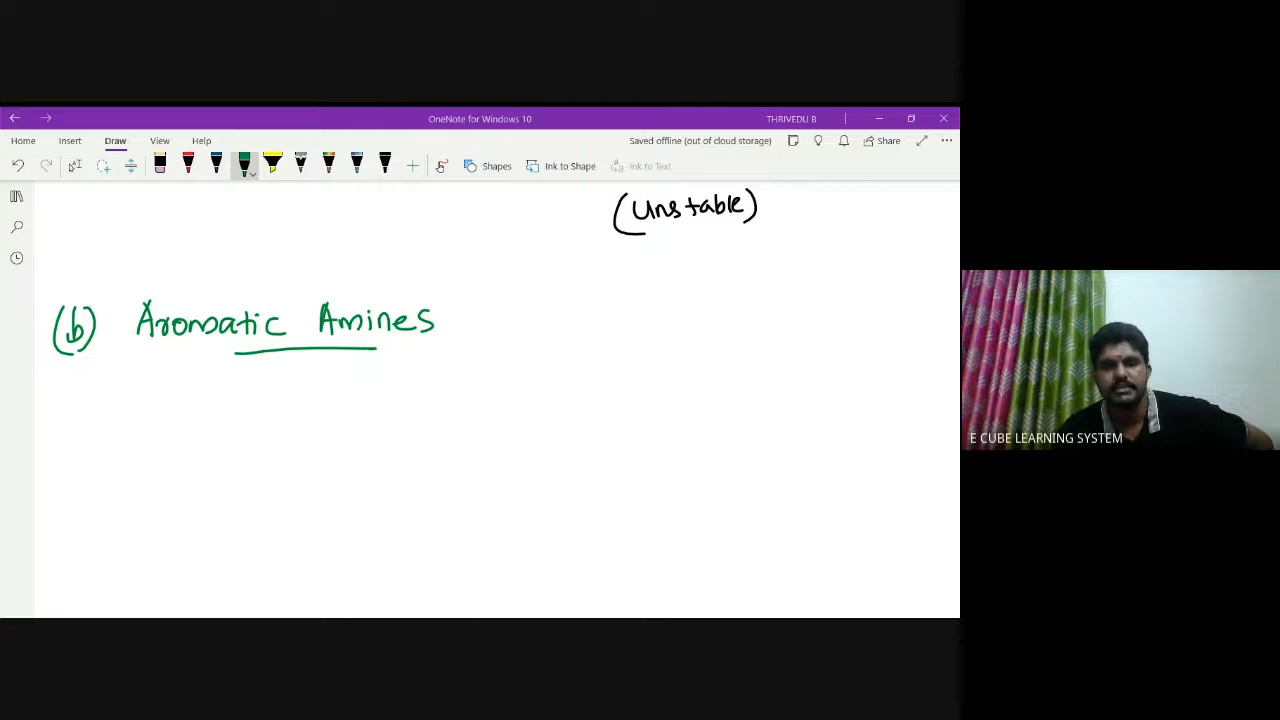 OneNote for Windows 10
THRIVEDU B
Home Insert Draw View Help
Saved offline (out of cloud storage)
Share
Shapes
Ink to Shape
Ink to Text
(Unstable)
(b) Aromatic Amines
E CUBE LEARNING SYSTEM